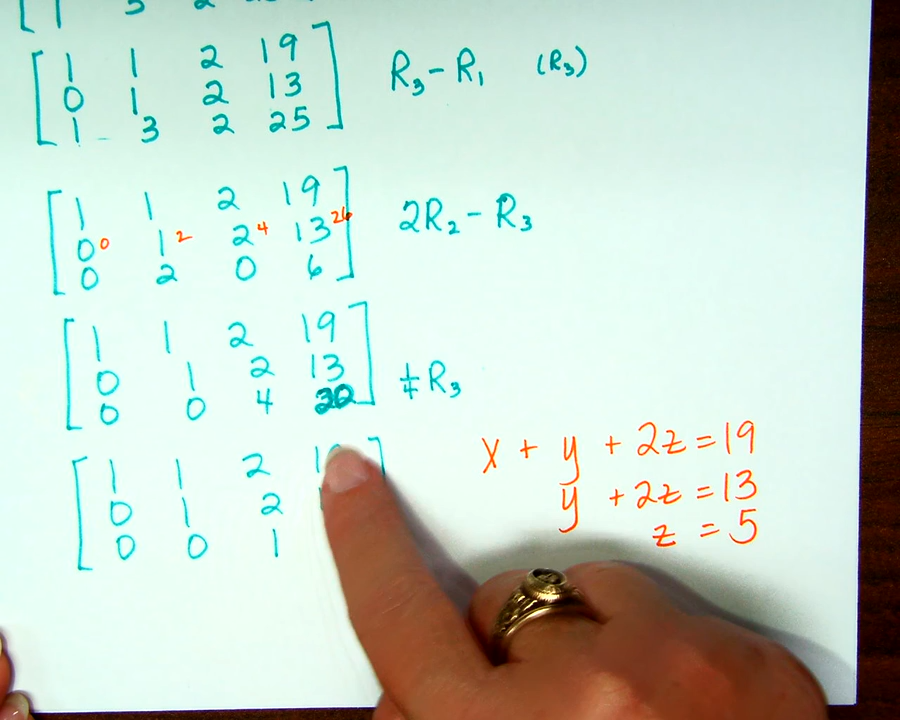 1 1 2 19
0 1 2 13 R₃ - R₁ (R₃)
1 3 2 25
1 1 2 19
0 0 1 2 2 4 13 26 2R₂ - R₃
0 2 0 6
1 1 2 19
0 1 2 13
0 0 4 20 ¼R₃
1 1 2
0 1 2
0 0 1
x + y + 2z = 19
y + 2z = 13
z = 5